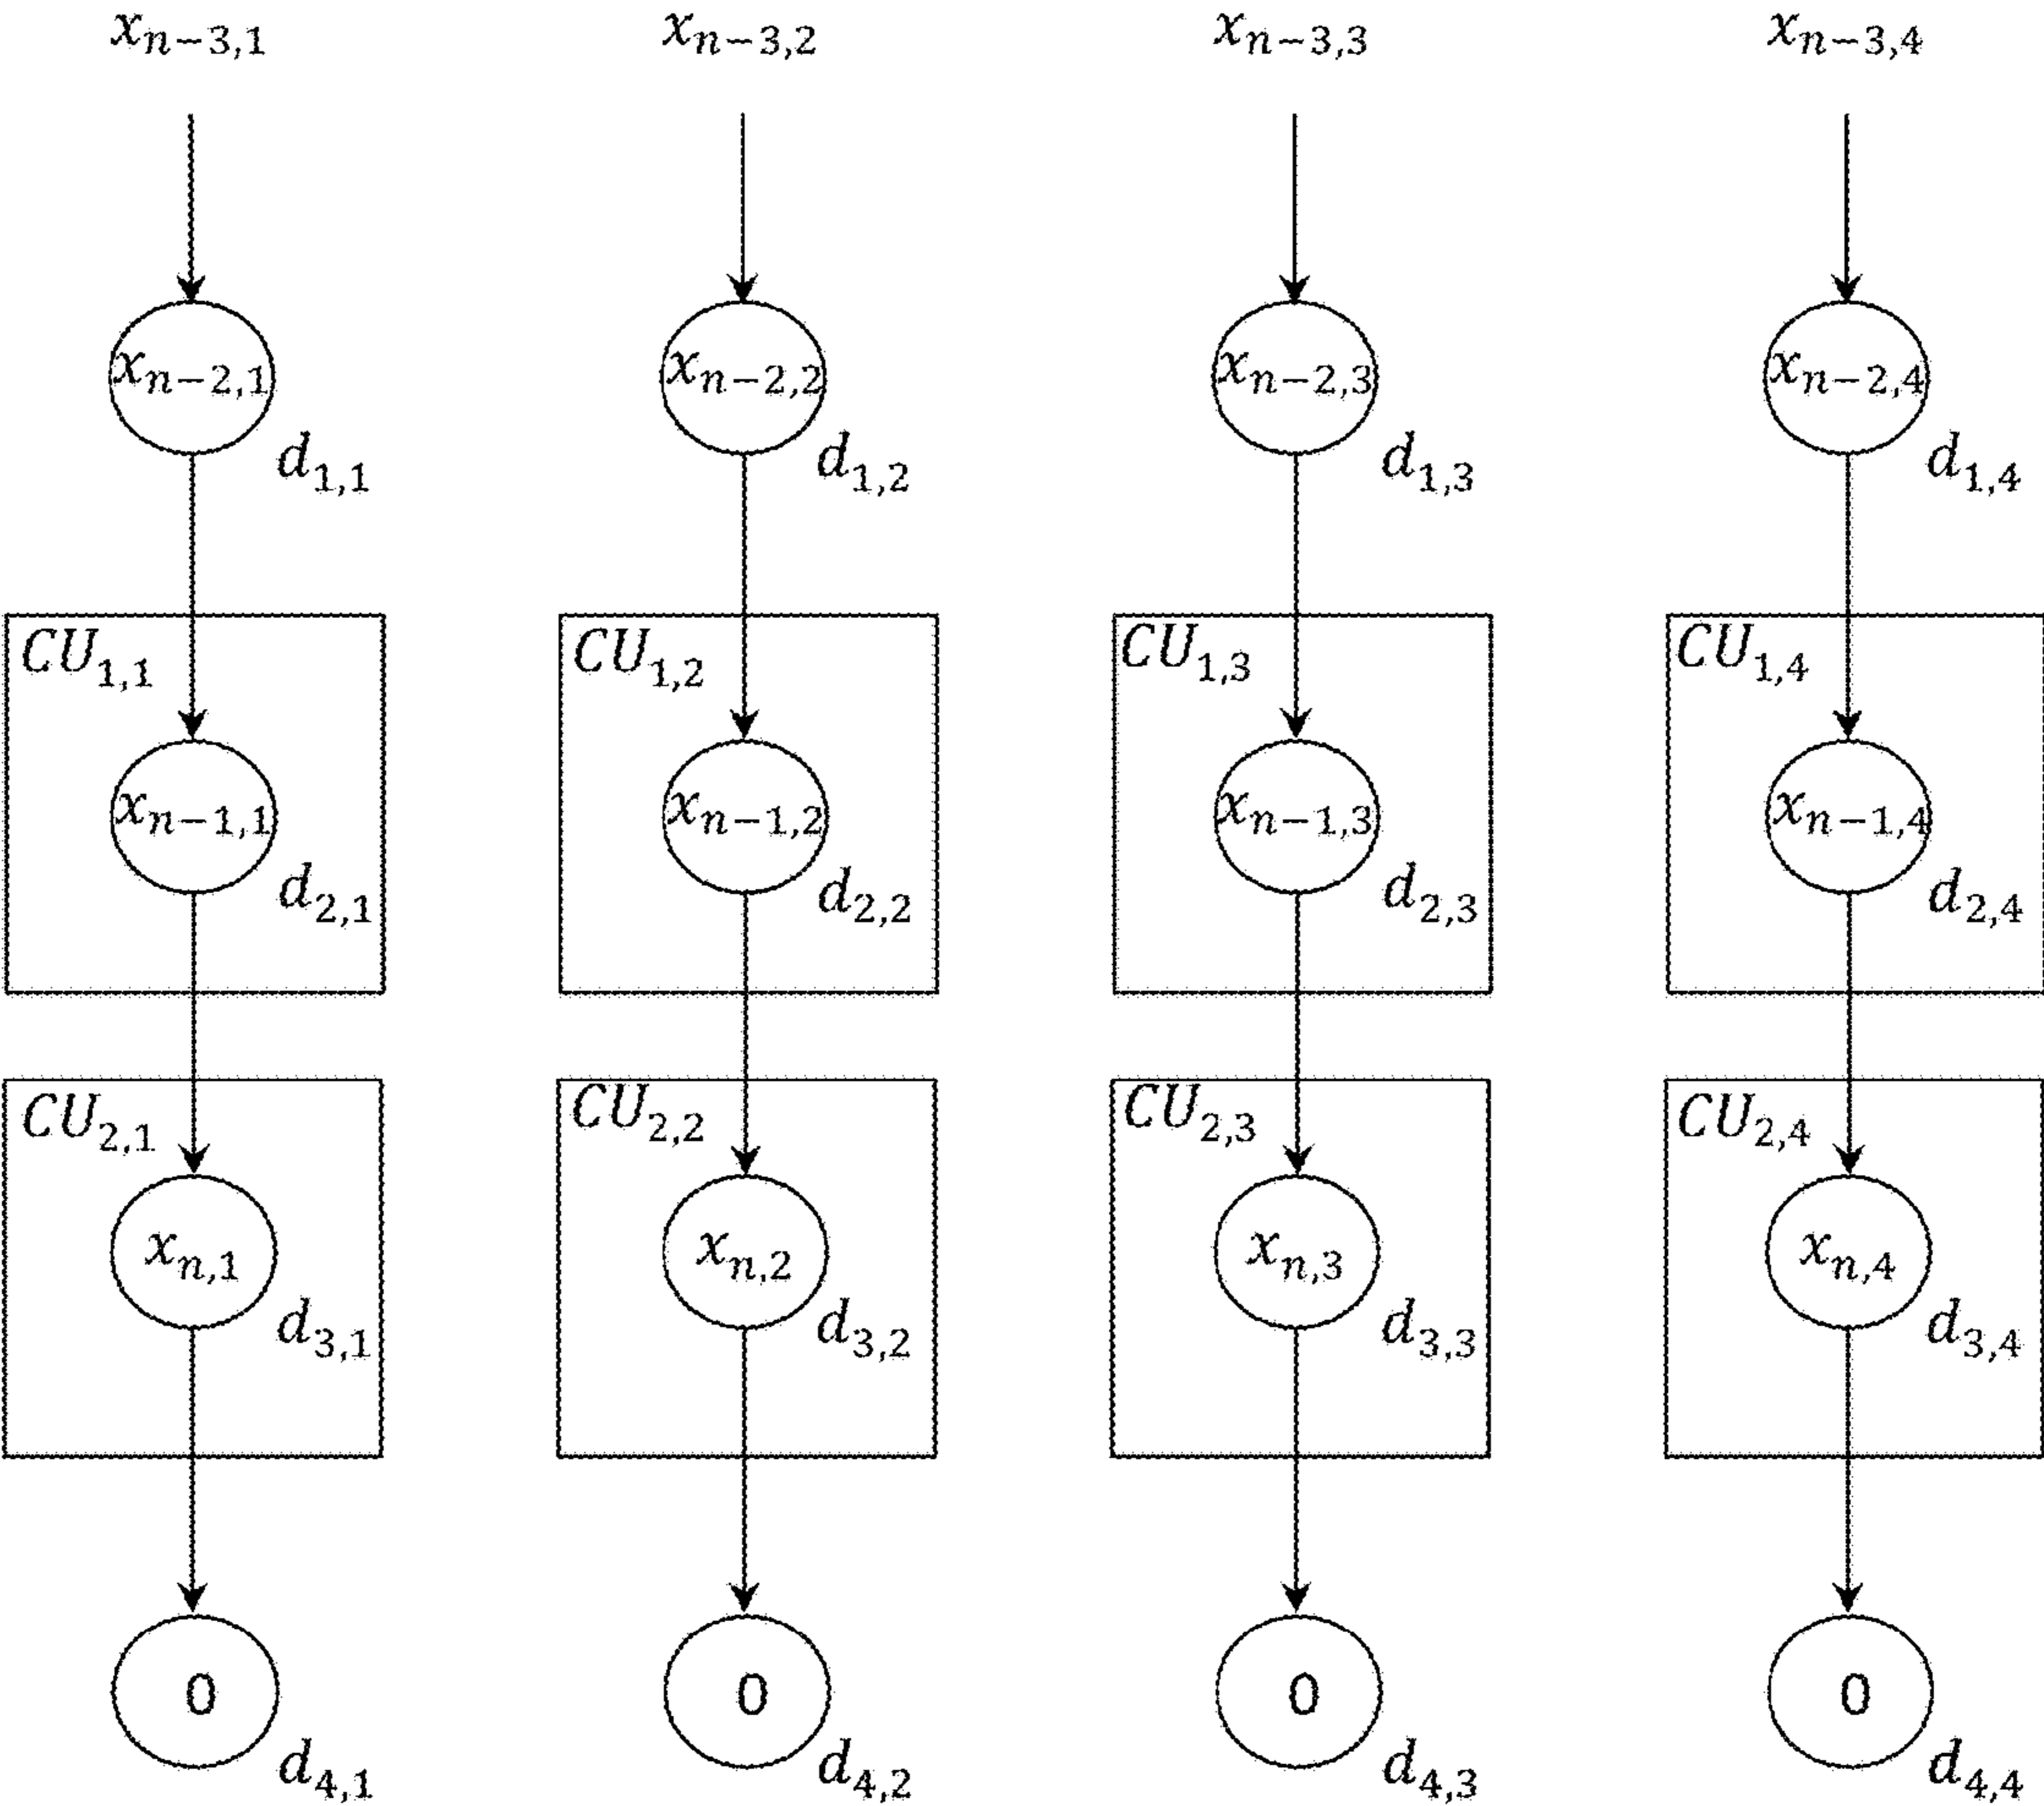 x_{n−3,1} x_{n−3,2} x_{n−3,3} x_{n−3,4}
x_{n−2,1} x_{n−2,2} x_{n−2,3} x_{n−2,4}
d_{1,1} d_{1,2} d_{1,3} d_{1,4}
CU_{1,1} CU_{1,2} CU_{1,3} CU_{1,4}
x_{n−1,1} x_{n−1,2} x_{n−1,3} x_{n−1,4}
d_{2,1} d_{2,2} d_{2,3} d_{2,4}
CU_{2,1} CU_{2,2} CU_{2,3} CU_{2,4}
x_{n,1} x_{n,2} x_{n,3} x_{n,4}
d_{3,1} d_{3,2} d_{3,3} d_{3,4}
0 0 0 0
d_{4,1} d_{4,2} d_{4,3} d_{4,4}